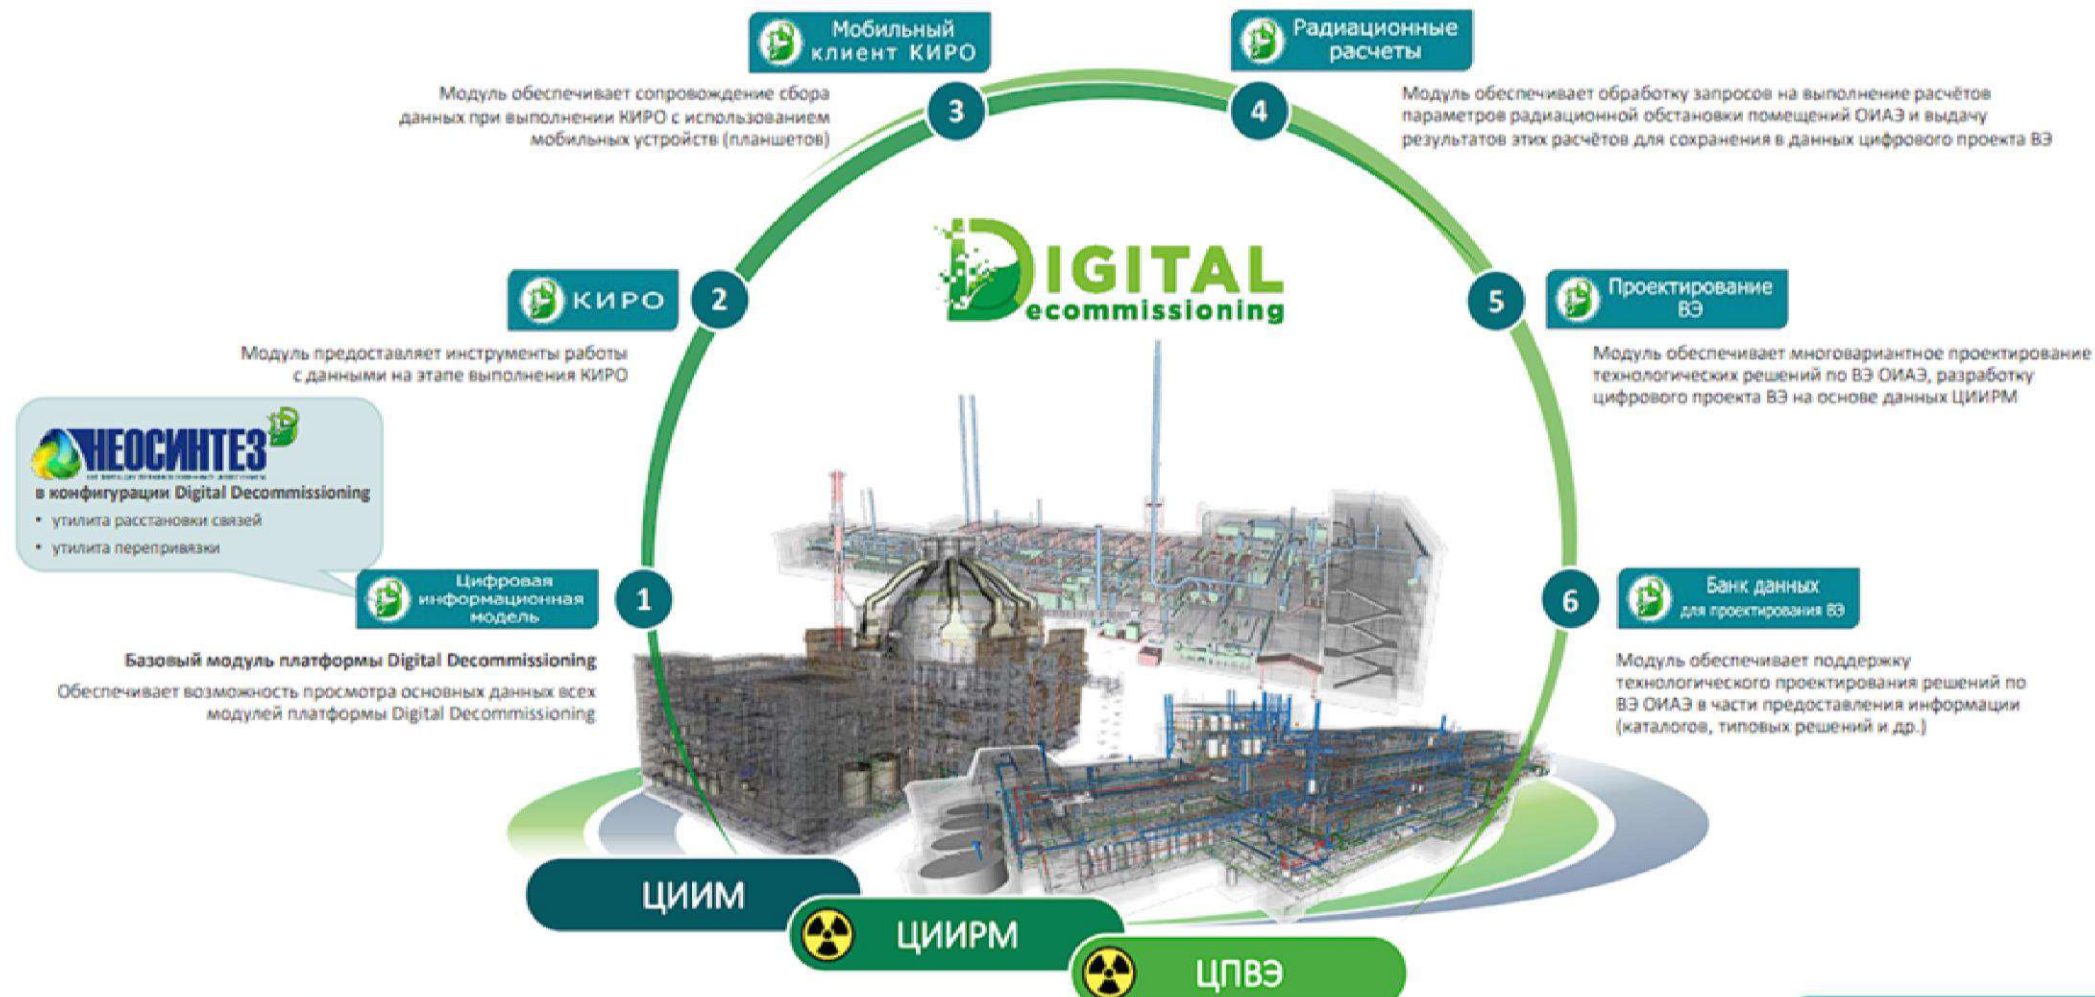 Мобильный
клиент КИРО
3
Модуль обеспечивает сопровождение сбора
данных при выполнении КИРО с использованием
мобильных устройств (планшетов)
Радиационные
расчеты
4
Модуль обеспечивает обработку запросов на выполнение расчётов
параметров радиационной обстановки помещений ОИАЭ и выдачу
результатов этих расчётов для сохранения в данных цифрового проекта ВЭ
DIGITAL
Decommissioning
КИРО
2
Модуль предоставляет инструменты работы
с данными на этапе выполнения КИРО
5
Проектирование
ВЭ
Модуль обеспечивает многовариантное проектирование
технологических решений по ВЭ ОИАЭ, разработку
цифрового проекта ВЭ на основе данных ЦИИРМ
НЕОСИНТЕЗ
в конфигурации Digital Decommissioning
• утилита расстановки связей
• утилита перепривязки
Цифровая
информационная
модель
1
Базовый модуль платформы Digital Decommissioning
Обеспечивает возможность просмотра основных данных всех
модулей платформы Digital Decommissioning
6
Банк данных
для проектирования ВЭ
Модуль обеспечивает поддержку
технологического проектирования решений по
ВЭ ОИАЭ в части предоставления информации
(каталогов, типовых решений и др.)
ЦИИМ
ЦИИРМ
ЦПВЭ